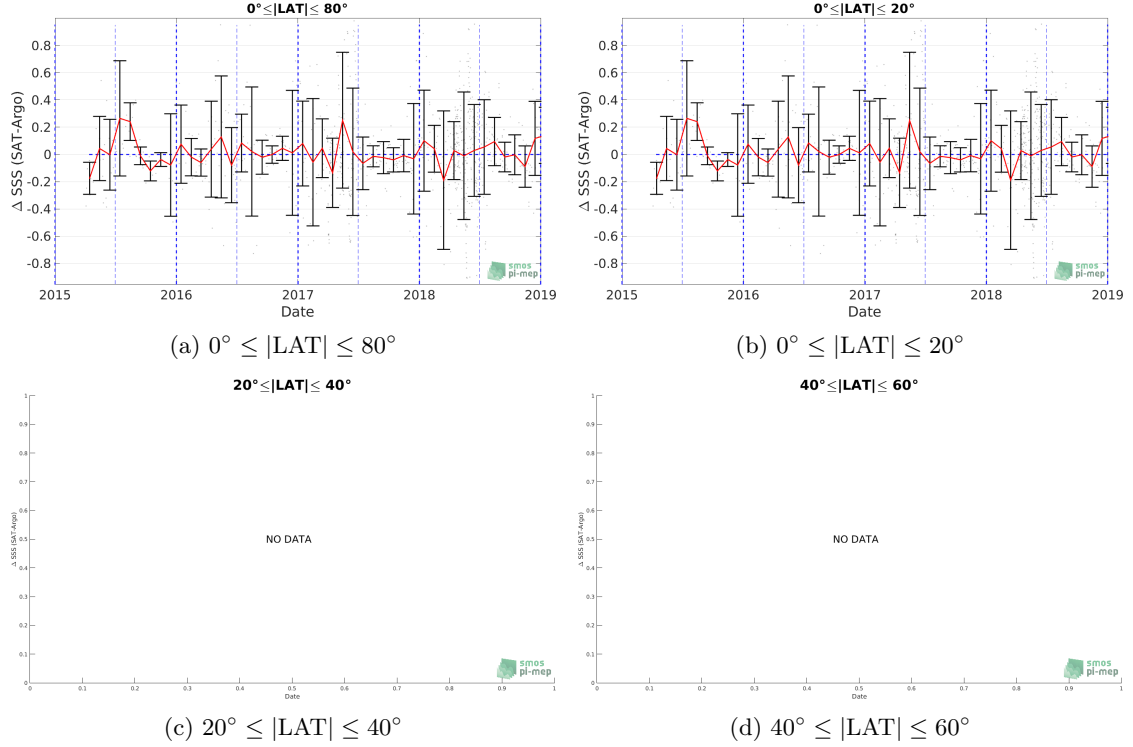 0°≤|LAT|≤ 80°
Δ SSS (SAT-Argo)
0.8
0.6
0.4
0.2
0
-0.2
-0.4
-0.6
-0.8
2015 2016 2017 2018 2019
Date
smos
pi-mep
(a) 0° ≤ |LAT| ≤ 80°
0°≤|LAT|≤ 20°
Δ SSS (SAT-Argo)
0.8
0.6
0.4
0.2
0
-0.2
-0.4
-0.6
-0.8
2015 2016 2017 2018 2019
Date
smos
pi-mep
(b) 0° ≤ |LAT| ≤ 20°
20°≤|LAT|≤ 40°
Δ SSS (SAT-Argo)
1
0.9
0.8
0.7
0.6
0.5
0.4
0.3
0.2
0.1
0
NO DATA
0 0.1 0.2 0.3 0.4 0.5 0.6 0.7 0.8 0.9 1
Date
smos
pi-mep
(c) 20° ≤ |LAT| ≤ 40°
40°≤|LAT|≤ 60°
Δ SSS (SAT-Argo)
1
0.9
0.8
0.7
0.6
0.5
0.4
0.3
0.2
0.1
0
NO DATA
0 0.1 0.2 0.3 0.4 0.5 0.6 0.7 0.8 0.9 1
Date
smos
pi-mep
(d) 40° ≤ |LAT| ≤ 60°